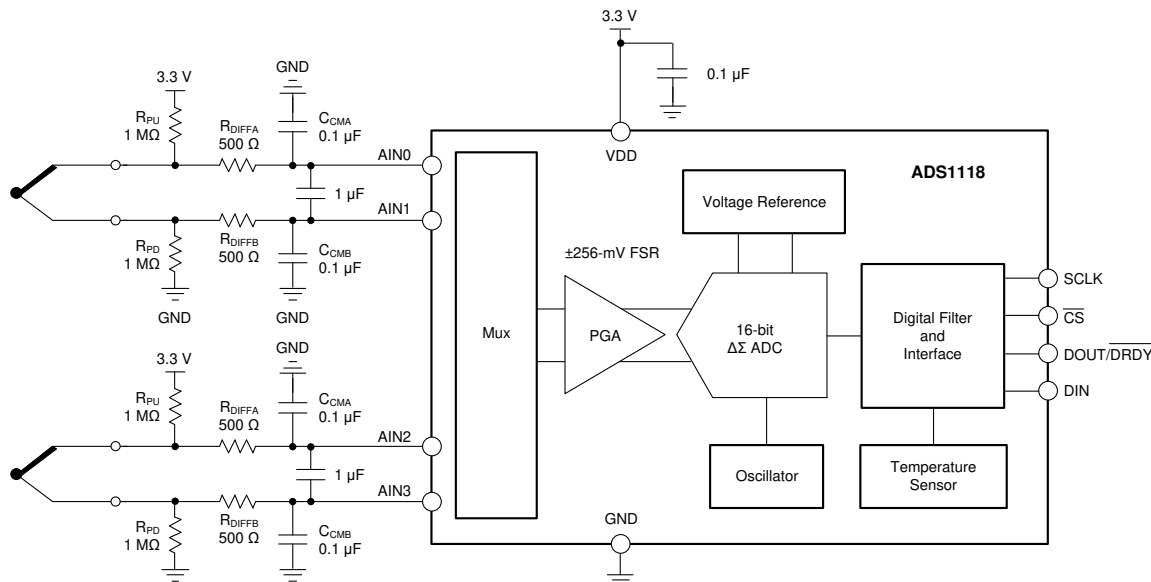 3.3 V
0.1 µF
3.3 V
GND
R_PU
1 MΩ
R_DIFFA
500 Ω
C_CMA
0.1 µF
AIN0
VDD
ADS1118
1 µF
Voltage Reference
AIN1
R_PD
1 MΩ
R_DIFFB
500 Ω
C_CMB
0.1 µF
±256-mV FSR
GND
GND
Mux
PGA
16-bit
ΔΣ ADC
Digital Filter
and
Interface
SCLK
CS
DOUT/DRDY
DIN
3.3 V
GND
R_PU
1 MΩ
R_DIFFA
500 Ω
C_CMA
0.1 µF
AIN2
1 µF
Oscillator
Temperature
Sensor
AIN3
R_PD
1 MΩ
R_DIFFB
500 Ω
C_CMB
0.1 µF
GND